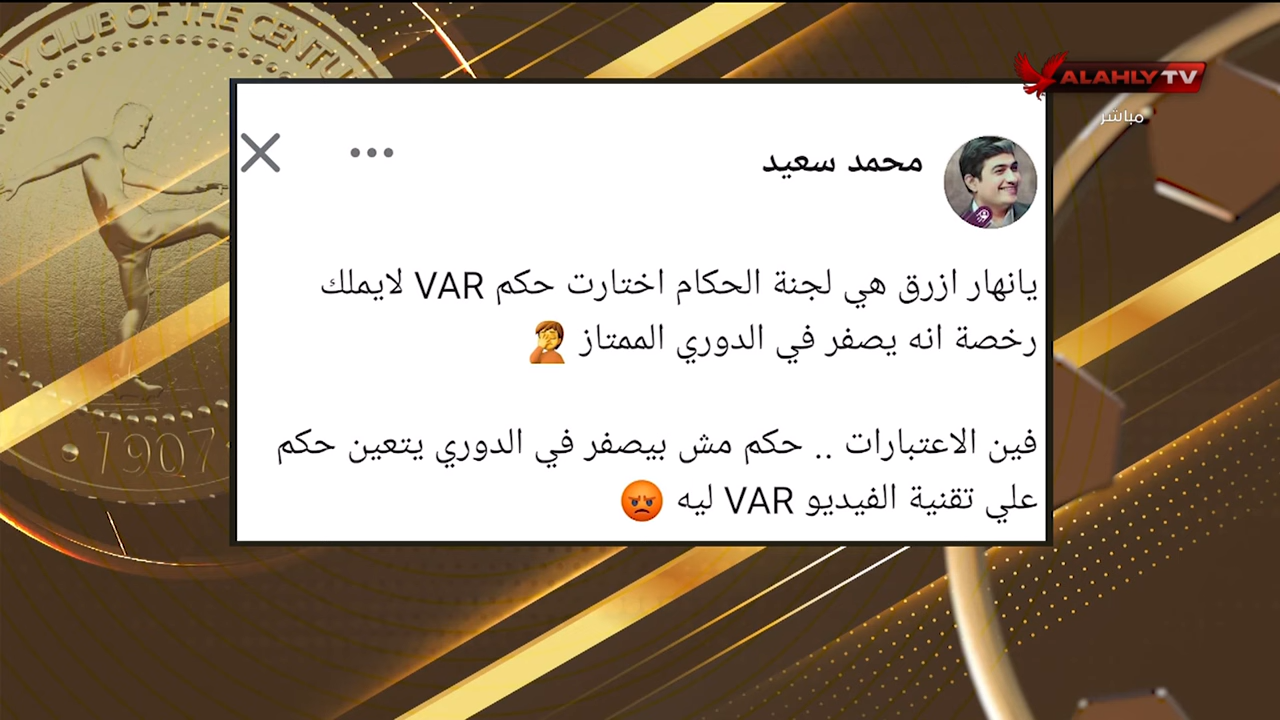 LY CLUB OF THE CENTU
ALAHLY TV
مباشر
محمد سعيد
يانهار ازرق هي لجنة الحكام اختارت حكم VAR لايملك
رخصة انه يصفر في الدوري الممتاز 🤦
فين الاعتبارات .. حكم مش بيصفر في الدوري يتعين حكم
علي تقنية الفيديو VAR ليه 😡
1907